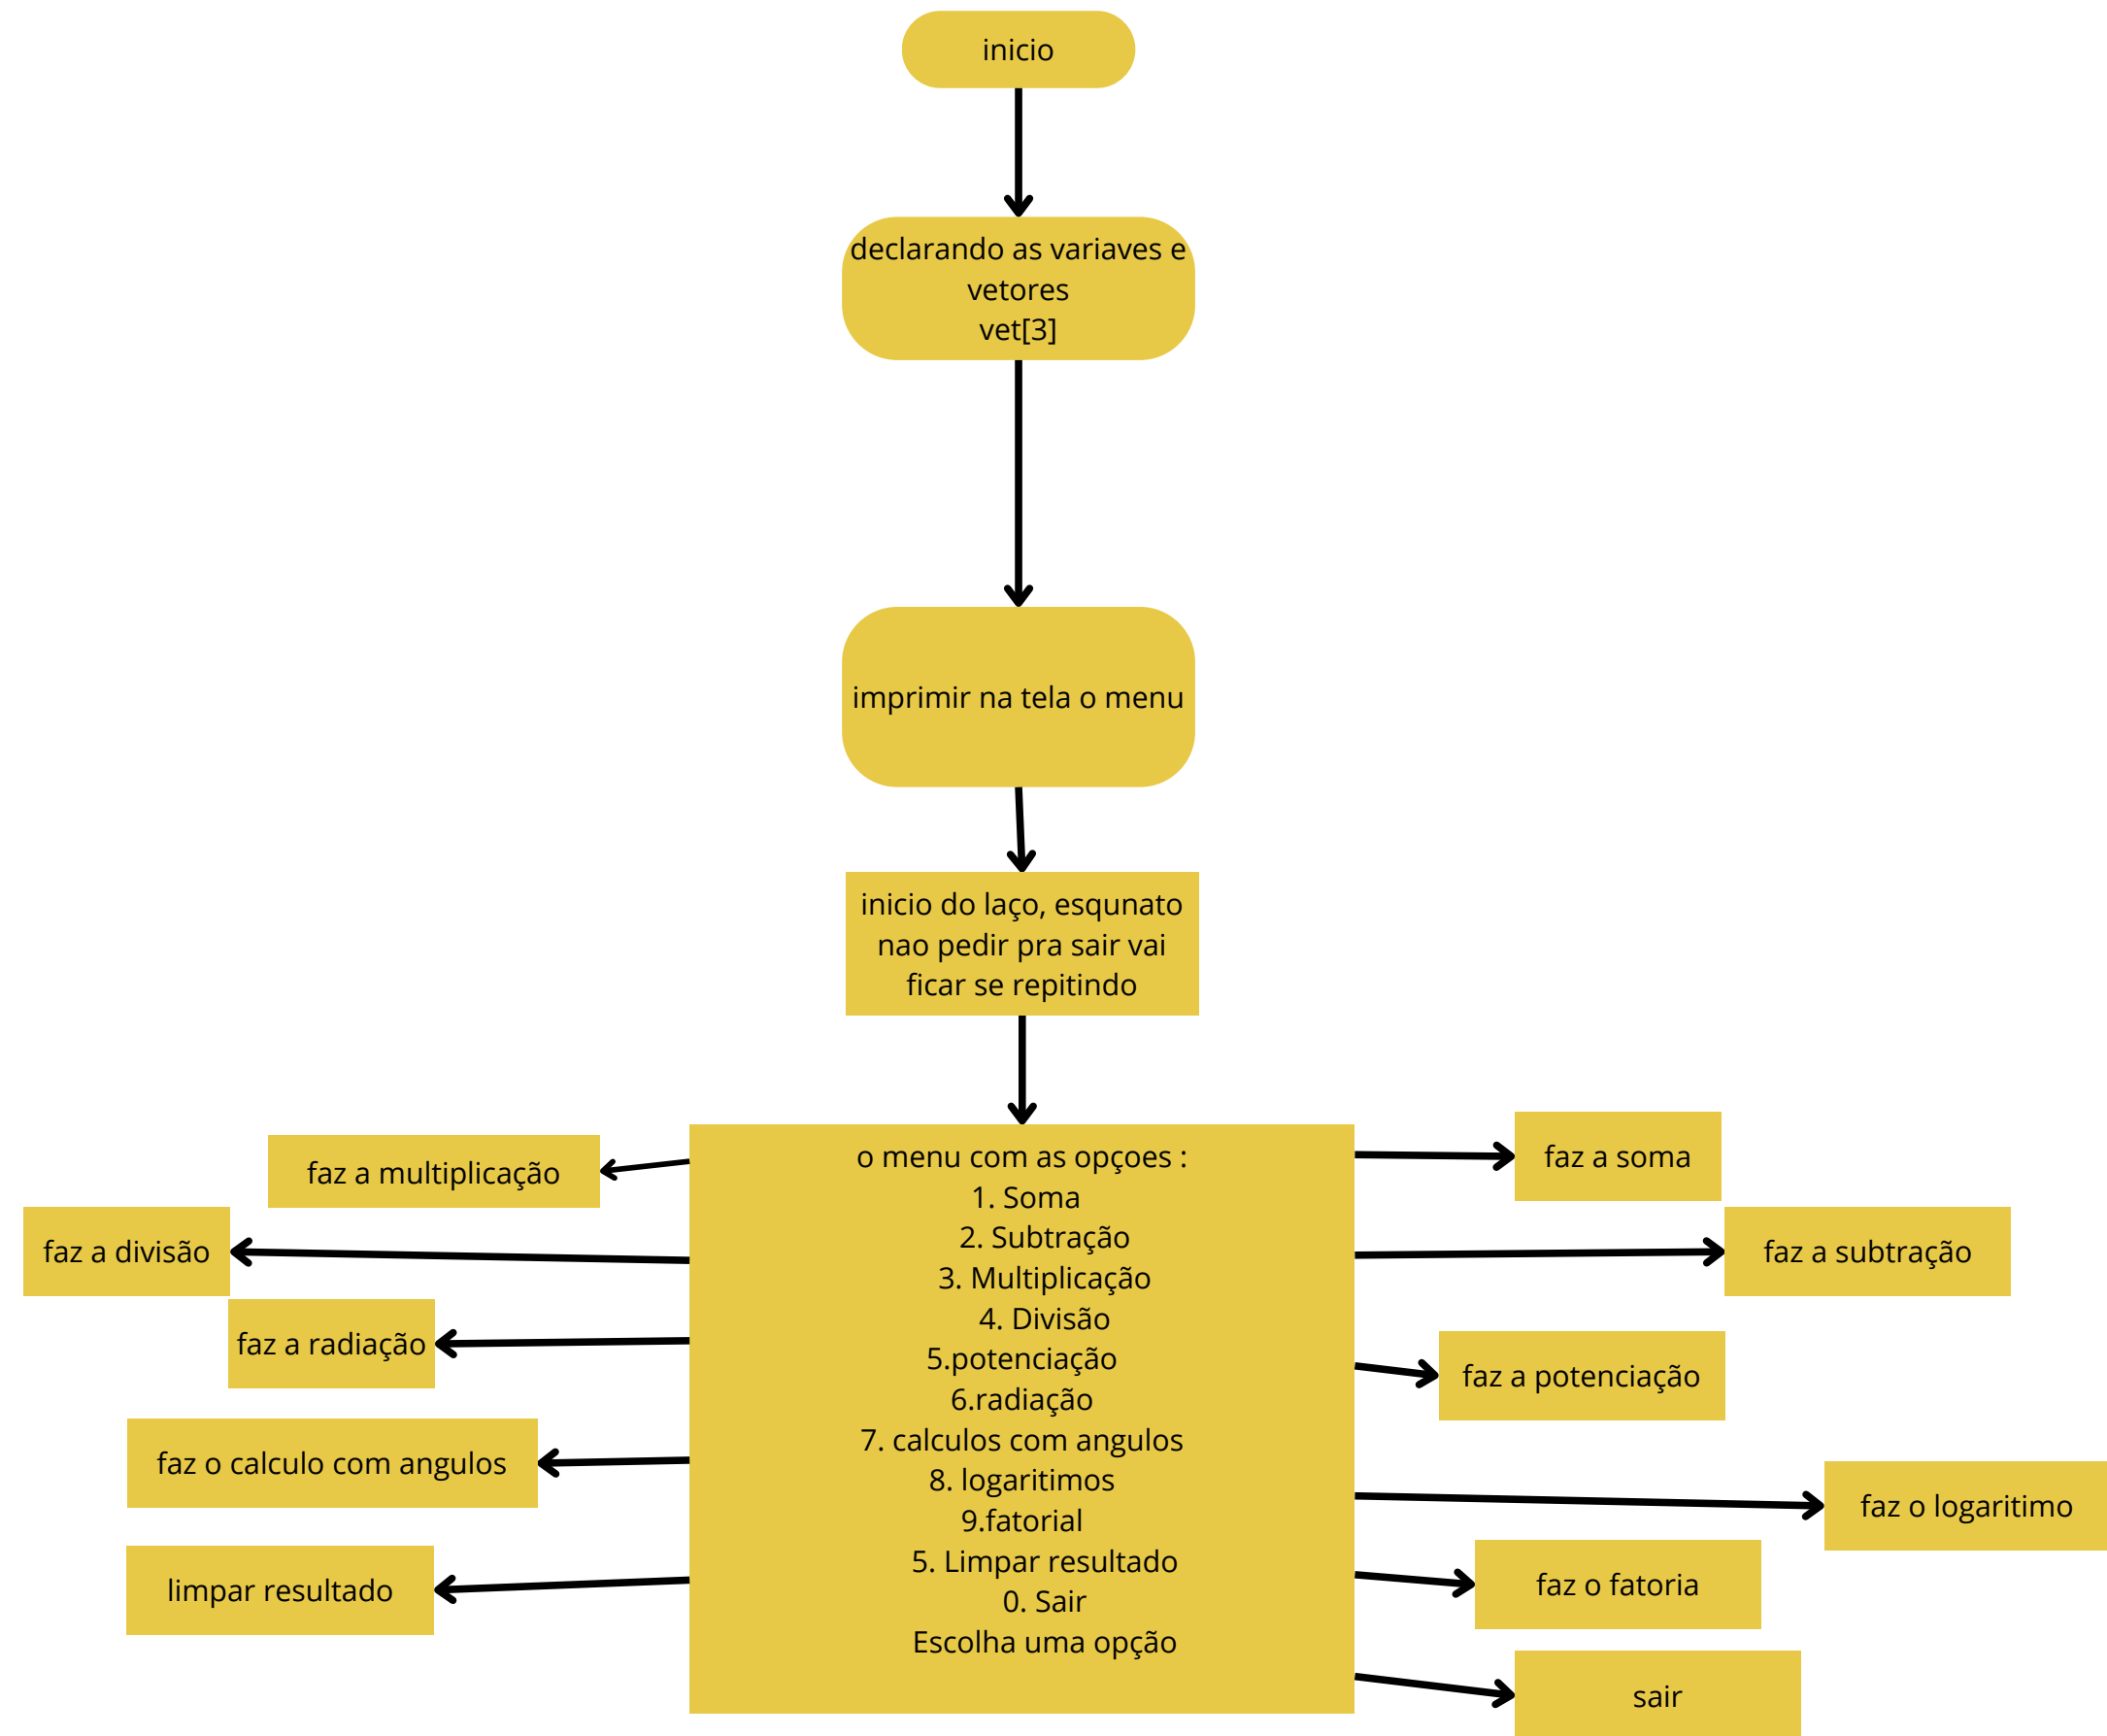 inicio
declarando as variaves e
vetores
vet[3]
imprimir na tela o menu
inicio do laço, esqunato
nao pedir pra sair vai
ficar se repitindo
o menu com as opçoes :
1. Soma
2. Subtração
3. Multiplicação
4. Divisão
5.potenciação
6.radiação
7. calculos com angulos
8. logaritimos
9.fatorial
5. Limpar resultado
0. Sair
Escolha uma opção
faz a multiplicação
faz a divisão
faz a radiação
faz o calculo com angulos
limpar resultado
faz a soma
faz a subtração
faz a potenciação
faz o logaritimo
faz o fatoria
sair